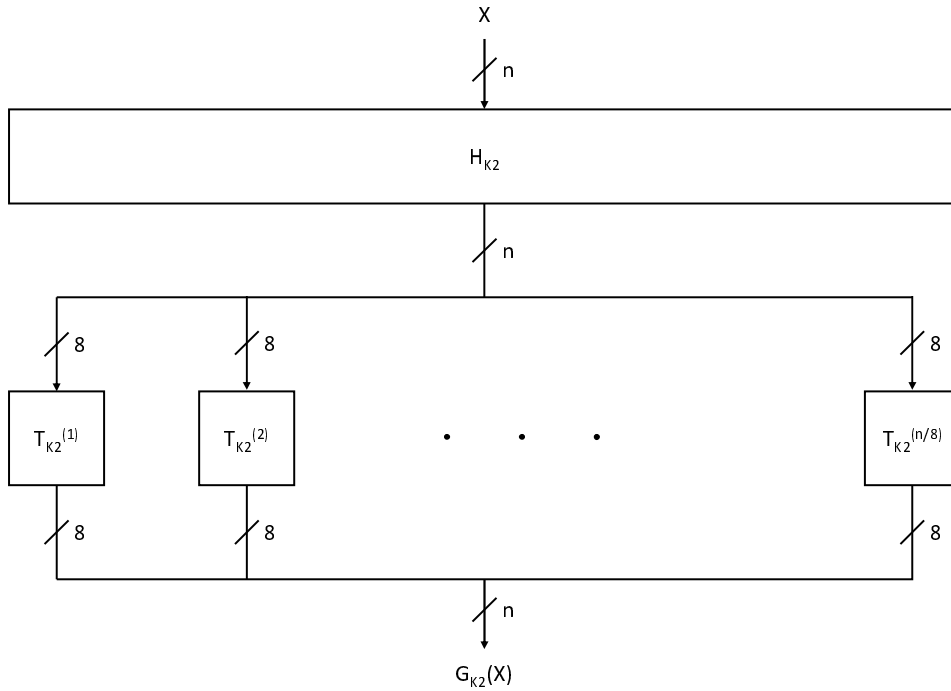 X
n
H_K2
n
8 8 8
T_K2^(1) T_K2^(2) . . . T_K2^(n/8)
8 8 8
n
G_K2(X)